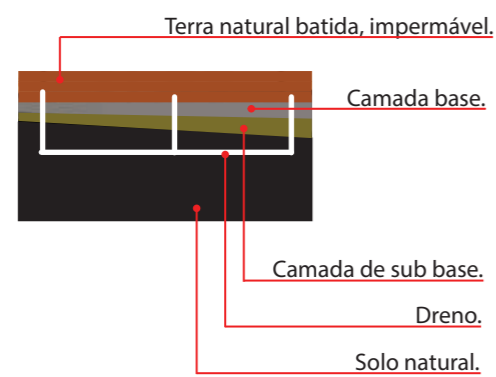 Terra natural batida, impermável.
Camada base.
Camada de sub base.
Dreno.
Solo natural.